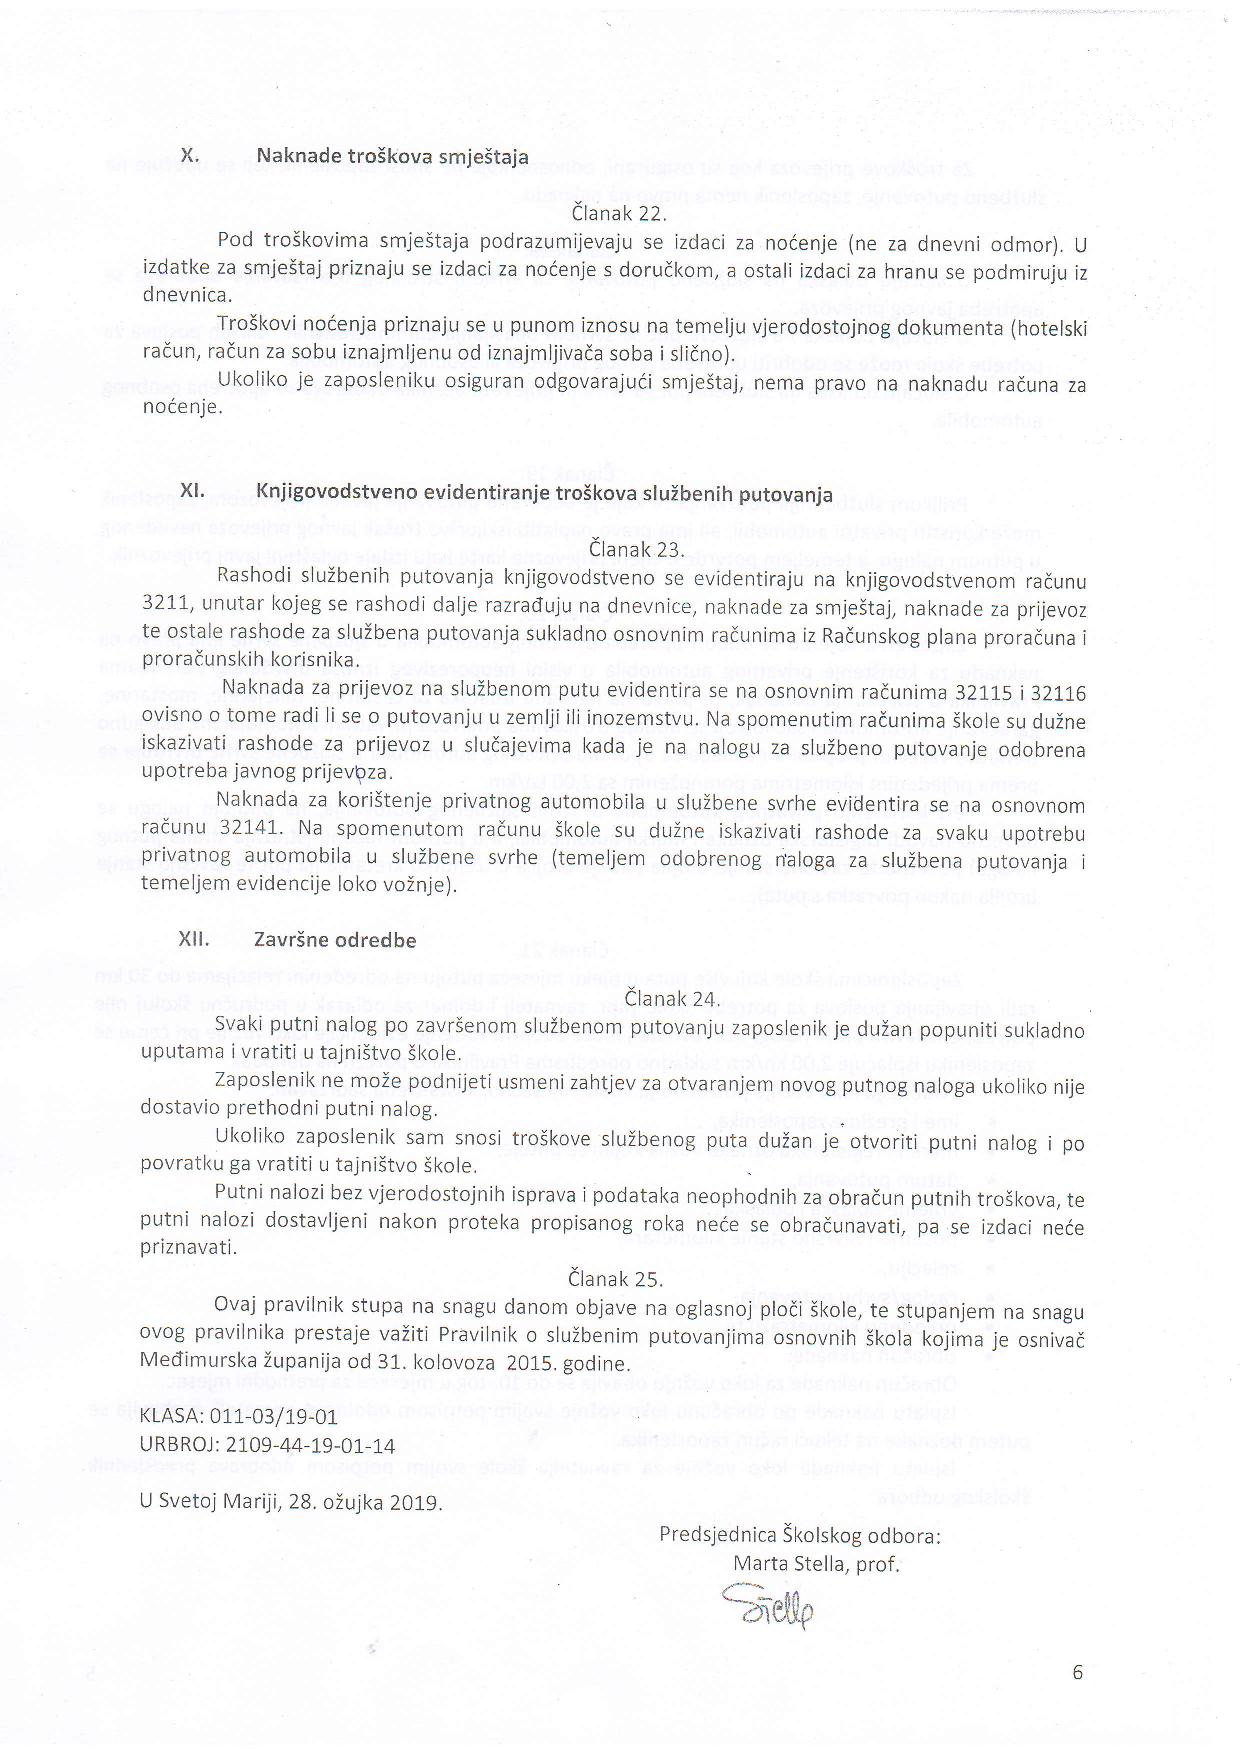 X. Naknade troškova smještaja
Članak 22.
Pod troškovima smještaja podrazumijevaju se izdaci za noćenje (ne za dnevni odmor). U
izdatke za smještaj priznaju se izdaci za noćenje s doručkom, a ostali izdaci za hranu se podmiruju iz
dnevnica.
Troškovi noćenja priznaju se u punom iznosu na temelju vjerodostojnog dokumenta (hotelski
račun, račun za sobu iznajmljenu od iznajmljivača soba i slično).
Ukoliko je zaposleniku osiguran odgovarajući smještaj, nema pravo na naknadu računa za
noćenje.
XI. Knjigovodstveno evidentiranje troškova službenih putovanja
Članak 23.
Rashodi službenih putovanja knjigovodstveno se evidentiraju na knjigovodstvenom računu
3211, unutar kojeg se rashodi dalje razrađuju na dnevnice, naknade za smještaj, naknade za prijevoz
te ostale rashode za službena putovanja sukladno osnovnim računima iz Računskog plana proračuna i
proračunskih korisnika.
Naknada za prijevoz na službenom putu evidentira se na osnovnim računima 32115 i 32116
ovisno o tome radi li se o putovanju u zemlji ili inozemstvu. Na spomenutim računima škole su dužne
iskazivati rashode za prijevoz u slučajevima kada je na nalogu za službeno putovanje odobrena
upotreba javnog prijevoza.
Naknada za korištenje privatnog automobila u službene svrhe evidentira se na osnovnom
računu 32141. Na spomenutom računu škole su dužne iskazivati rashode za svaku upotrebu
privatnog automobila u službene svrhe (temeljem odobrenog naloga za službena putovanja i
temeljem evidencije loko vožnje).
XII. Završne odredbe
Članak 24.
Svaki putni nalog po završenom službenom putovanju zaposlenik je dužan popuniti sukladno
uputama i vratiti u tajništvo škole.
Zaposlenik ne može podnijeti usmeni zahtjev za otvaranjem novog putnog naloga ukoliko nije
dostavio prethodni putni nalog.
Ukoliko zaposlenik sam snosi troškove službenog puta dužan je otvoriti putni nalog i po
povratku ga vratiti u tajništvo škole.
Putni nalozi bez vjerodostojnih isprava i podataka neophodnih za obračun putnih troškova, te
putni nalozi dostavljeni nakon proteka propisanog roka neće se obračunavati, pa se izdaci neće
priznavati.
Članak 25.
Ovaj pravilnik stupa na snagu danom objave na oglasnoj ploči škole, te stupanjem na snagu
ovog pravilnika prestaje važiti Pravilnik o službenim putovanjima osnovnih škola kojima je osnivač
Međimurska županija od 31. kolovoza 2015. godine.
KLASA: 011-03/19-01
URBROJ: 2109-44-19-01-14
U Svetoj Mariji, 28. ožujka 2019.
Predsjednica Školskog odbora:
Marta Stella, prof.
Stella
6